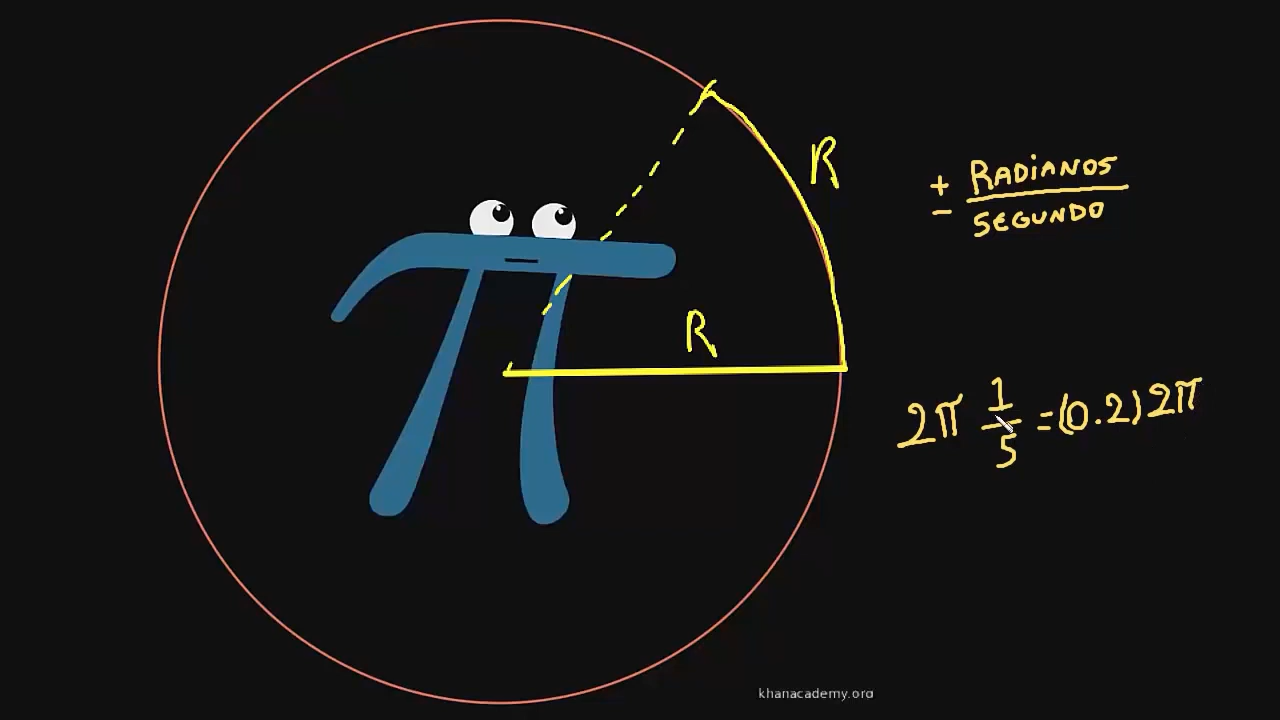 R
+ RADIANOS
- SEGUNDO
R
2π 1/5 = (0.2) 2π
khanacademy.org